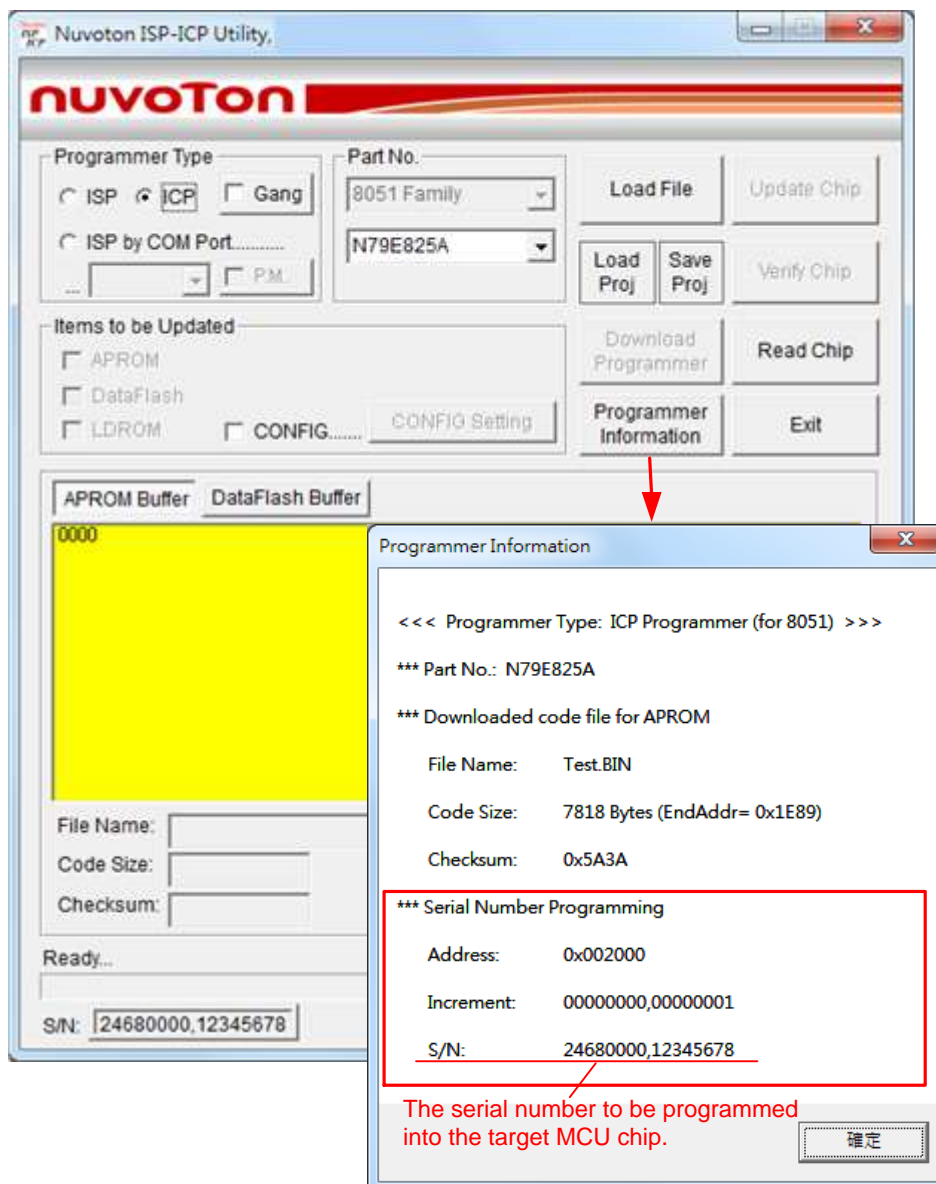 Nuvoton ISP-ICP Utility,
nuvoTon
Programmer Type
Part No.
ISP ICP Gang
8051 Family
Load File
Update Chip
ISP by COM Port...........
N79E825A
Load Proj
Save Proj
Verify Chip
... P.M.
Items to be Updated
APROM
Download Programmer
Read Chip
DataFlash
LDROM CONFIG....... CONFIG Setting
Programmer Information
Exit
APROM Buffer DataFlash Buffer
0000
File Name:
Code Size:
Checksum:
Ready...
S/N: 24680000,12345678
Programmer Information
<<< Programmer Type: ICP Programmer (for 8051) >>>
*** Part No.: N79E825A
*** Downloaded code file for APROM
File Name: Test.BIN
Code Size: 7818 Bytes (EndAddr= 0x1E89)
Checksum: 0x5A3A
*** Serial Number Programming
Address: 0x002000
Increment: 00000000,00000001
S/N: 24680000,12345678
The serial number to be programmed
into the target MCU chip.
確定